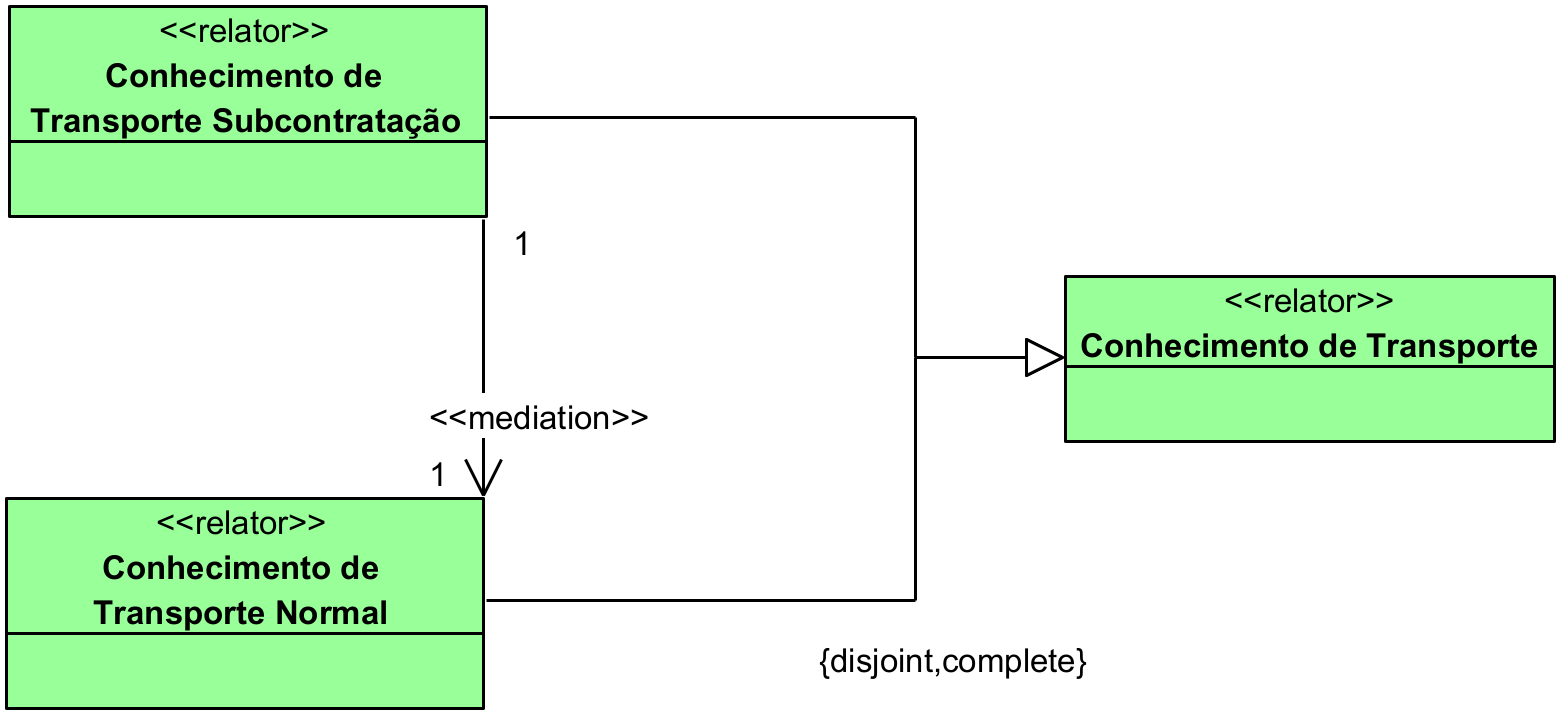 <<relator>>
Conhecimento de
Transporte Subcontratação
1
<<relator>>
Conhecimento de Transporte
<<mediation>>
1
<<relator>>
Conhecimento de
Transporte Normal
{disjoint,complete}